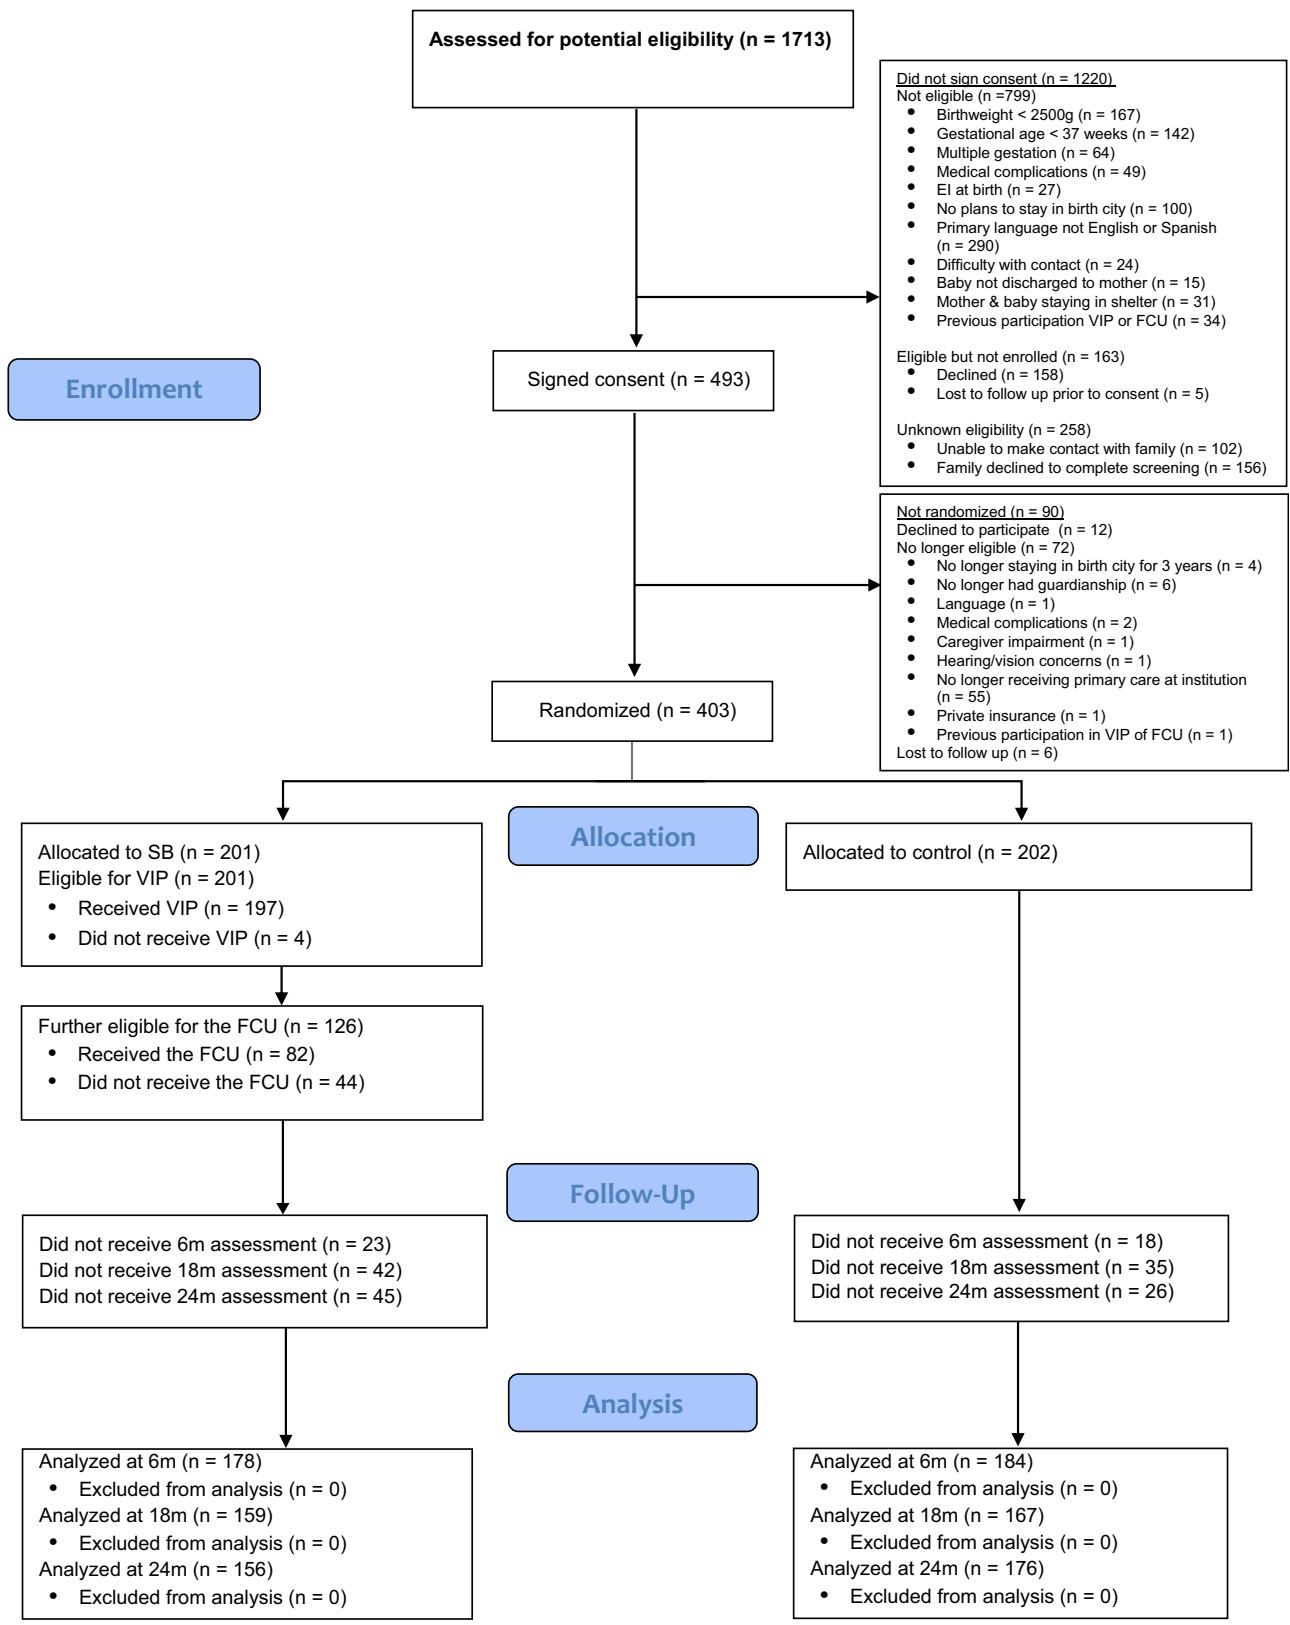 Assessed for potential eligibility (n = 1713)
Did not sign consent (n = 1220)
Not eligible (n =799)
• Birthweight < 2500g (n = 167)
• Gestational age < 37 weeks (n = 142)
• Multiple gestation (n = 64)
• Medical complications (n = 49)
• EI at birth (n = 27)
• No plans to stay in birth city (n = 100)
• Primary language not English or Spanish
(n = 290)
• Difficulty with contact (n = 24)
• Baby not discharged to mother (n = 15)
• Mother & baby staying in shelter (n = 31)
• Previous participation VIP or FCU (n = 34)
Eligible but not enrolled (n = 163)
• Declined (n = 158)
• Lost to follow up prior to consent (n = 5)
Unknown eligibility (n = 258)
• Unable to make contact with family (n = 102)
• Family declined to complete screening (n = 156)
Enrollment
Signed consent (n = 493)
Not randomized (n = 90)
Declined to participate (n = 12)
No longer eligible (n = 72)
• No longer staying in birth city for 3 years (n = 4)
• No longer had guardianship (n = 6)
• Language (n = 1)
• Medical complications (n = 2)
• Caregiver impairment (n = 1)
• Hearing/vision concerns (n = 1)
• No longer receiving primary care at institution
(n = 55)
• Private insurance (n = 1)
• Previous participation in VIP of FCU (n = 1)
Lost to follow up (n = 6)
Randomized (n = 403)
Allocation
Allocated to SB (n = 201)
Eligible for VIP (n = 201)
• Received VIP (n = 197)
• Did not receive VIP (n = 4)
Allocated to control (n = 202)
Further eligible for the FCU (n = 126)
• Received the FCU (n = 82)
• Did not receive the FCU (n = 44)
Follow-Up
Did not receive 6m assessment (n = 23)
Did not receive 18m assessment (n = 42)
Did not receive 24m assessment (n = 45)
Did not receive 6m assessment (n = 18)
Did not receive 18m assessment (n = 35)
Did not receive 24m assessment (n = 26)
Analysis
Analyzed at 6m (n = 178)
• Excluded from analysis (n = 0)
Analyzed at 18m (n = 159)
• Excluded from analysis (n = 0)
Analyzed at 24m (n = 156)
• Excluded from analysis (n = 0)
Analyzed at 6m (n = 184)
• Excluded from analysis (n = 0)
Analyzed at 18m (n = 167)
• Excluded from analysis (n = 0)
Analyzed at 24m (n = 176)
• Excluded from analysis (n = 0)